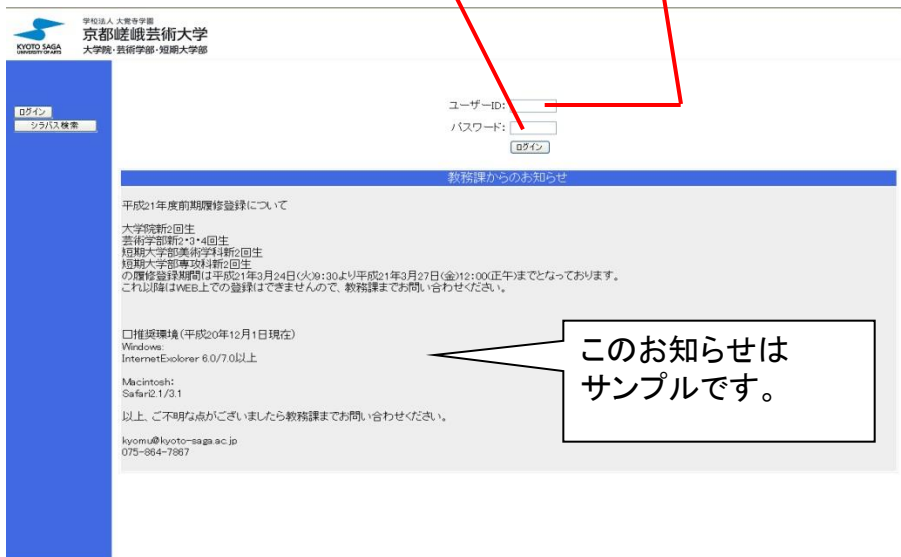 学校法人 大覚寺学園
京都嵯峨芸術大学
大学院・芸術学部・短期大学部
KYOTO SAGA
UNIVERSITY OF ARTS
ログイン
シラバス検索
ユーザーID:
パスワード:
ログイン
教務課からのお知らせ
平成21年度前期履修登録について
大学院新2回生
芸術学部新2・3・4回生
短期大学部美術学科新2回生
短期大学部専攻科新2回生
の履修登録期間は平成21年3月24日(火)9:30より平成21年3月27日(金)12:00(正午)までとなっております。
これ以降はWEB上での登録はできませんので、教務課までお問い合わせください。
□推奨環境(平成20年12月1日現在)
Windows:
InternetExolorer 6.0/7.0以上
Macintosh:
Safari2.1/3.1
以上、ご不明な点がございましたら教務課までお問い合わせください。
kyomu@kyoto-saga.ac.jp
075-864-7867
このお知らせは
サンプルです。